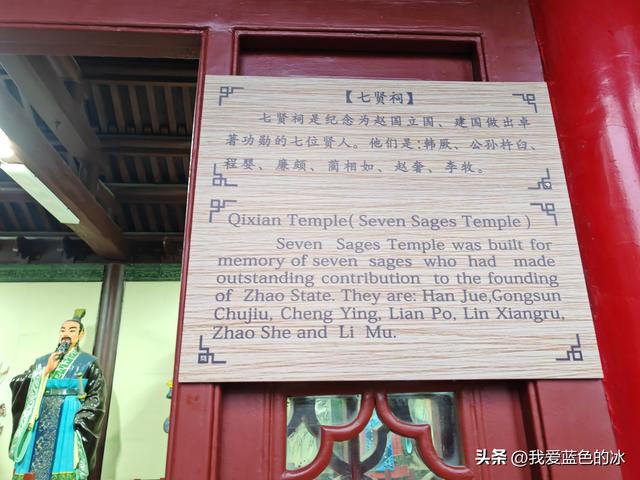 【七贤祠】
七贤祠是纪念为赵国立国、建国做出卓
著功勋的七位贤人。他们是:韩厥、公孙杵臼、
程婴、廉颇、蔺相如、赵奢、李牧。
Qixian Temple( Seven Sages Temple )
Seven Sages Temple was built for
memory of seven sages who had made
outstanding contribution to the founding
of Zhao State. They are: Han Jue,Gongsun
Chujiu, Cheng Ying, Lian Po, Lin Xiangru,
Zhao She and Li Mu.
头条 @我爱蓝色的冰